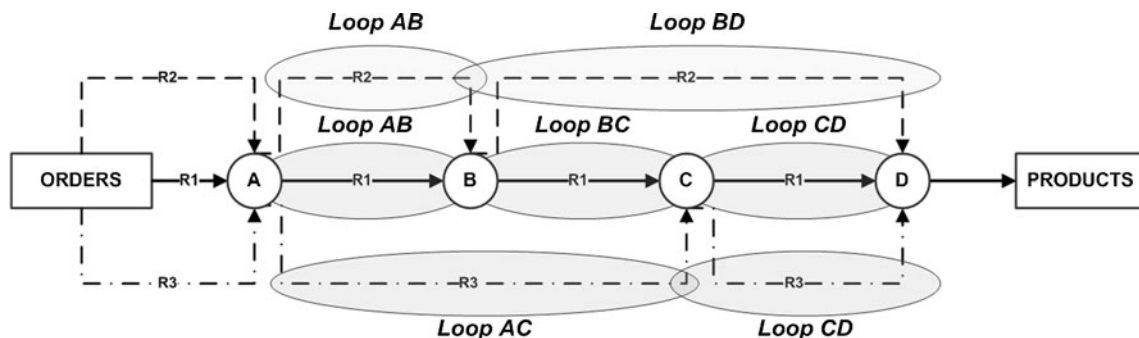 Loop AB
Loop BD
R2
R2
R2
Loop AB
Loop BC
Loop CD
ORDERS
R1
A
R1
B
R1
C
R1
D
PRODUCTS
R3
R3
R3
Loop AC
Loop CD